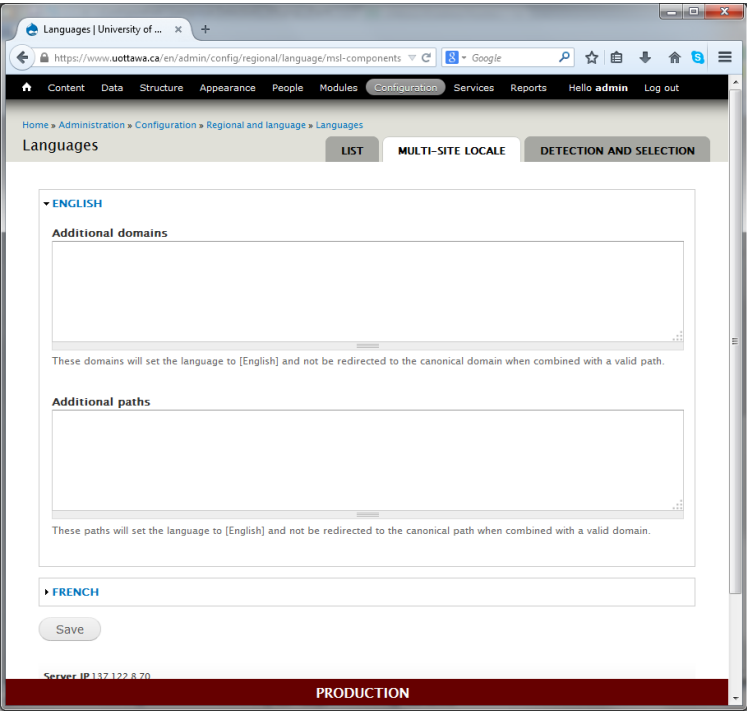 Languages | University of ...
https://www.uottawa.ca/en/admin/config/regional/language/msl-components
8 Google
Content Data Structure Appearance People Modules Configuration Services Reports Hello admin Log out
Home » Administration » Configuration » Regional and language » Languages
Languages
LIST MULTI-SITE LOCALE DETECTION AND SELECTION
ENGLISH
Additional domains
These domains will set the language to [English] and not be redirected to the canonical domain when combined with a valid path.
Additional paths
These paths will set the language to [English] and not be redirected to the canonical path when combined with a valid domain.
FRENCH
Save
Server IP 137.122.8.70
PRODUCTION